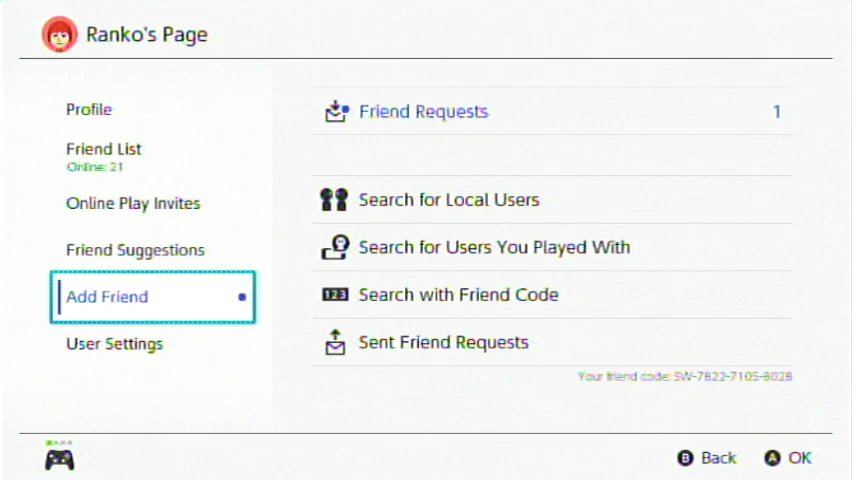 Ranko's Page
Profile
Friend List
Online: 21
Online Play Invites
Friend Suggestions
Add Friend
User Settings
Friend Requests 1
Search for Local Users
Search for Users You Played With
123 Search with Friend Code
Sent Friend Requests
Your friend code: SW-7822-7105-8028
B Back A OK